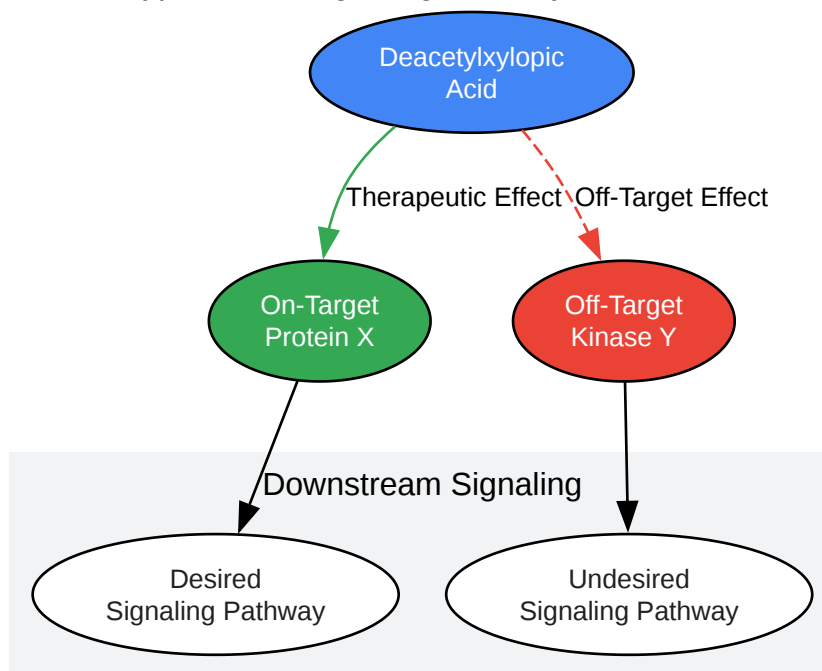 Deacetylxylopic
Acid
Therapeutic Effect
Off-Target Effect
On-Target
Protein X
Off-Target
Kinase Y
Downstream Signaling
Desired
Signaling Pathway
Undesired
Signaling Pathway